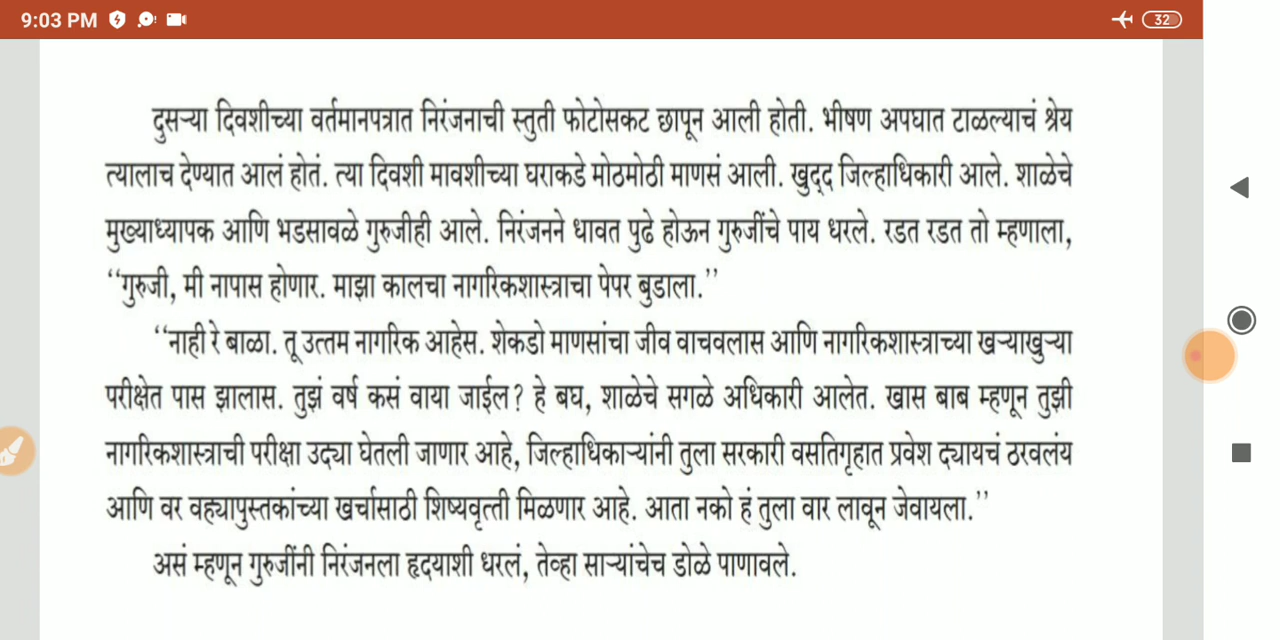 9:03 PM
32
दुसऱ्या दिवशीच्या वर्तमानपत्रात निरंजनाची स्तुती फोटोसकट छापून आली होती. भीषण अपघात टाळल्याचं श्रेय
त्यालाच देण्यात आलं होतं. त्या दिवशी मावशीच्या घराकडे मोठमोठी माणसं आली. खुद्द जिल्हाधिकारी आले. शाळेचे
मुख्याध्यापक आणि भडसावळे गुरुजीही आले. निरंजनने धावत पुढे होऊन गुरुजींचे पाय धरले. रडत रडत तो म्हणाला,
‘‘गुरुजी, मी नापास होणार. माझा कालचा नागरिकशास्त्राचा पेपर बुडाला.’’
‘‘नाही रे बाळा. तू उत्तम नागरिक आहेस. शेकडो माणसांचा जीव वाचवलास आणि नागरिकशास्त्राच्या खऱ्याखुऱ्या
परीक्षेत पास झालास. तुझं वर्ष कसं वाया जाईल? हे बघ, शाळेचे सगळे अधिकारी आलेत. खास बाब म्हणून तुझी
नागरिकशास्त्राची परीक्षा उद्या घेतली जाणार आहे, जिल्हाधिकाऱ्यांनी तुला सरकारी वसतिगृहात प्रवेश द्यायचं ठरवलंय
आणि वर वह्यापुस्तकांच्या खर्चासाठी शिष्यवृत्ती मिळणार आहे. आता नको हं तुला वार लावून जेवायला.’’
असं म्हणून गुरुजींनी निरंजनला हृदयाशी धरलं, तेव्हा साऱ्यांचेच डोळे पाणावले.